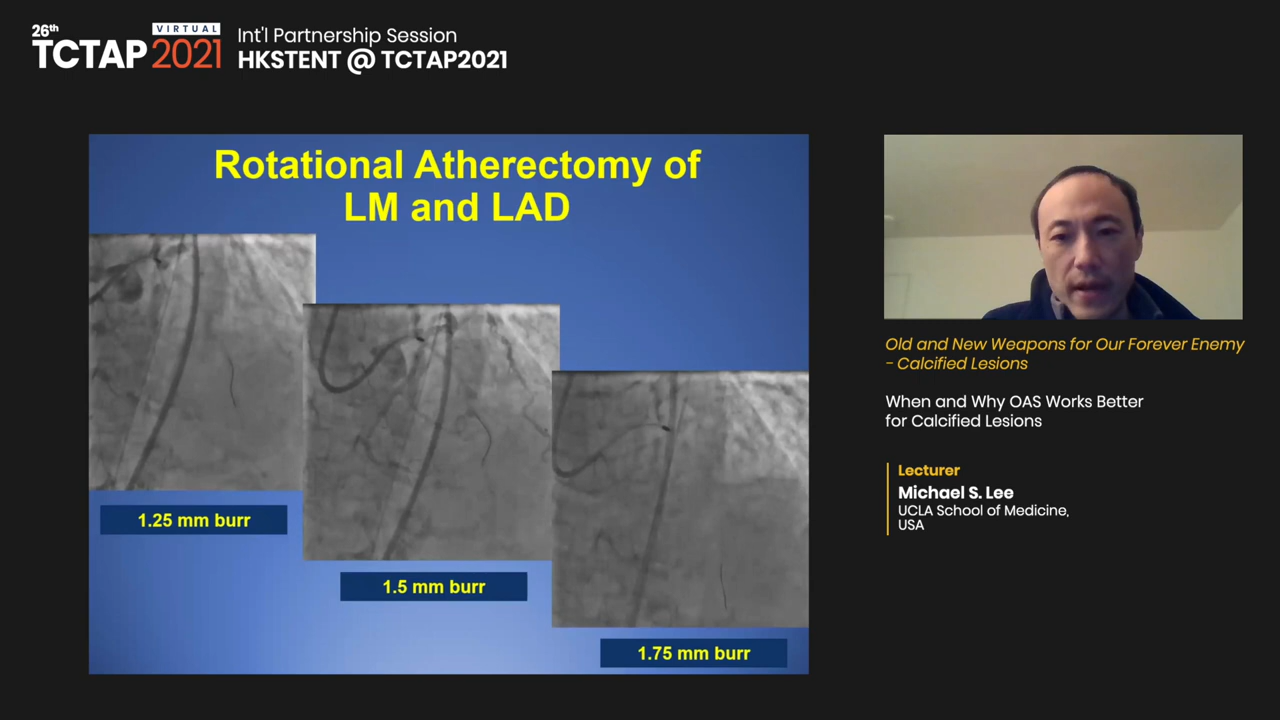 26th
VIRTUAL
TCTAP 2021
Int'l Partnership Session
HKSTENT @ TCTAP2021
Rotational Atherectomy of
LM and LAD
1.25 mm burr
1.5 mm burr
1.75 mm burr
Old and New Weapons for Our Forever Enemy
- Calcified Lesions
When and Why OAS Works Better
for Calcified Lesions
Lecturer
Michael S. Lee
UCLA School of Medicine,
USA